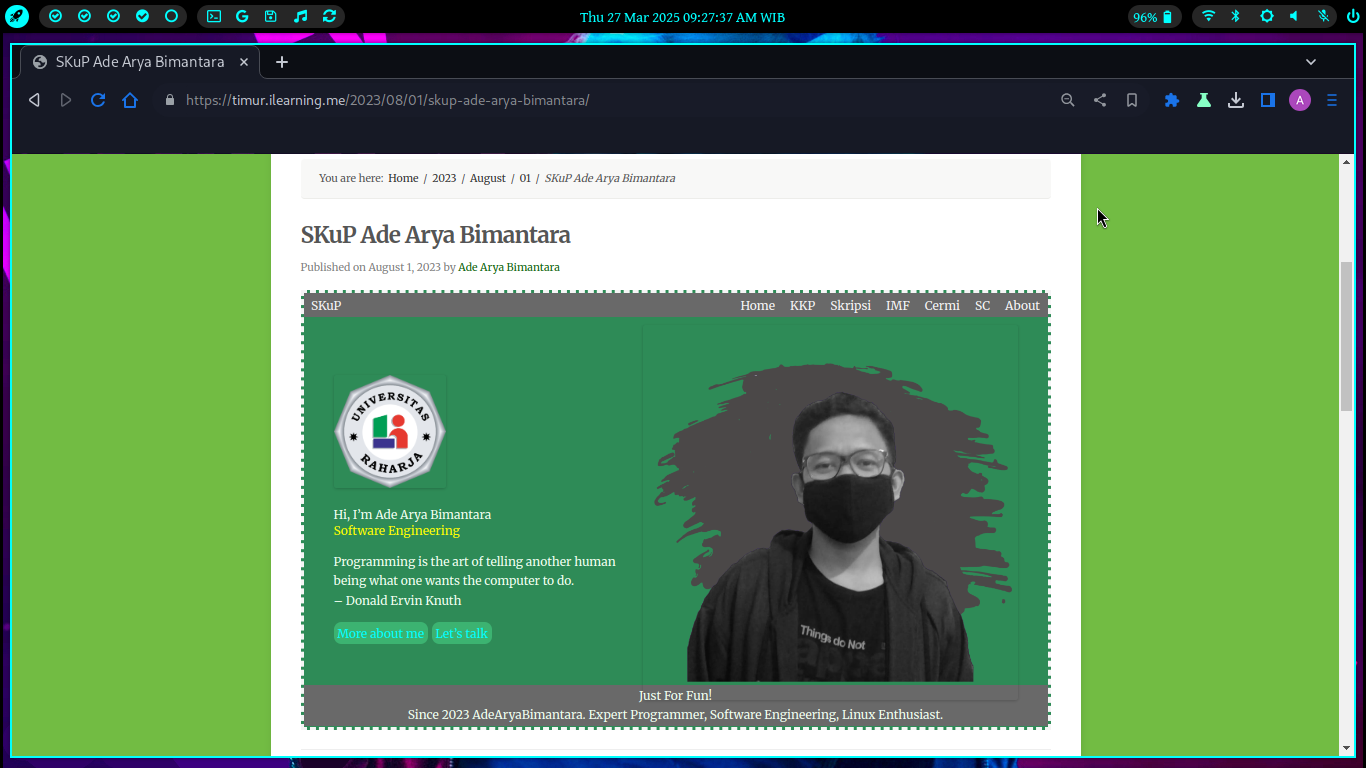 Thu 27 Mar 2025 09:27:37 AM WIB
96%
SKuP Ade Arya Bimantara
https://timur.ilearning.me/2023/08/01/skup-ade-arya-bimantara/
A
You are here: Home / 2023 / August / 01 / SKuP Ade Arya Bimantara
SKuP Ade Arya Bimantara
Published on August 1, 2023 by Ade Arya Bimantara
SKuP Home KKP Skripsi IMF Cermi SC About
UNIVERSITAS
RAHARJA
Hi, I'm Ade Arya Bimantara
Software Engineering
Programming is the art of telling another human
being what one wants the computer to do.
– Donald Ervin Knuth
More about me Let's talk
Things do Not
Just For Fun!
Since 2023 AdeAryaBimantara. Expert Programmer, Software Engineering, Linux Enthusiast.